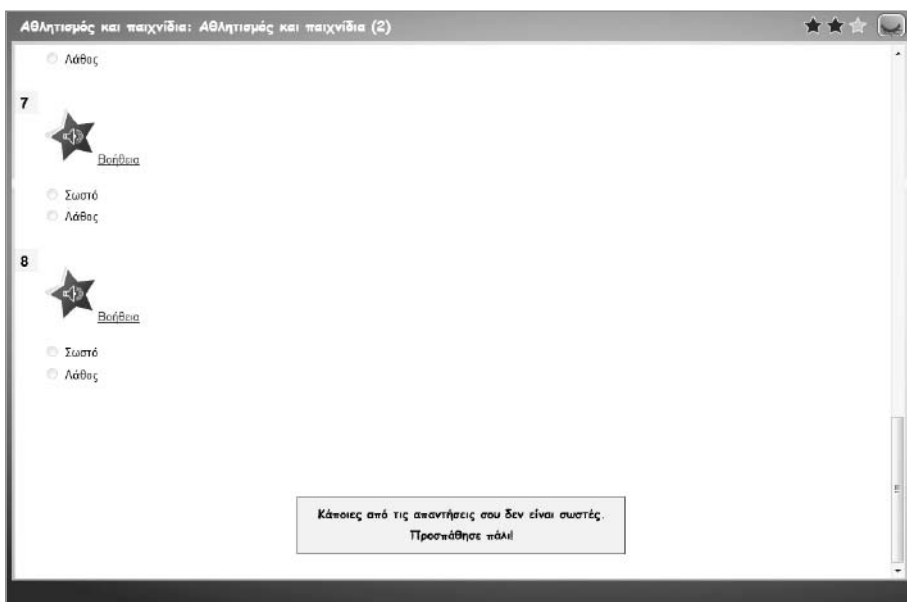 Αθλητισμός και παιχνίδια: Αθλητισμός και παιχνίδια (2)
Λάθος
7
Βοήθεια
Σωστό
Λάθος
8
Βοήθεια
Σωστό
Λάθος
Κάποιες από τις απαντήσεις σου δεν είναι σωστές.
Προσπάθησε πάλι!